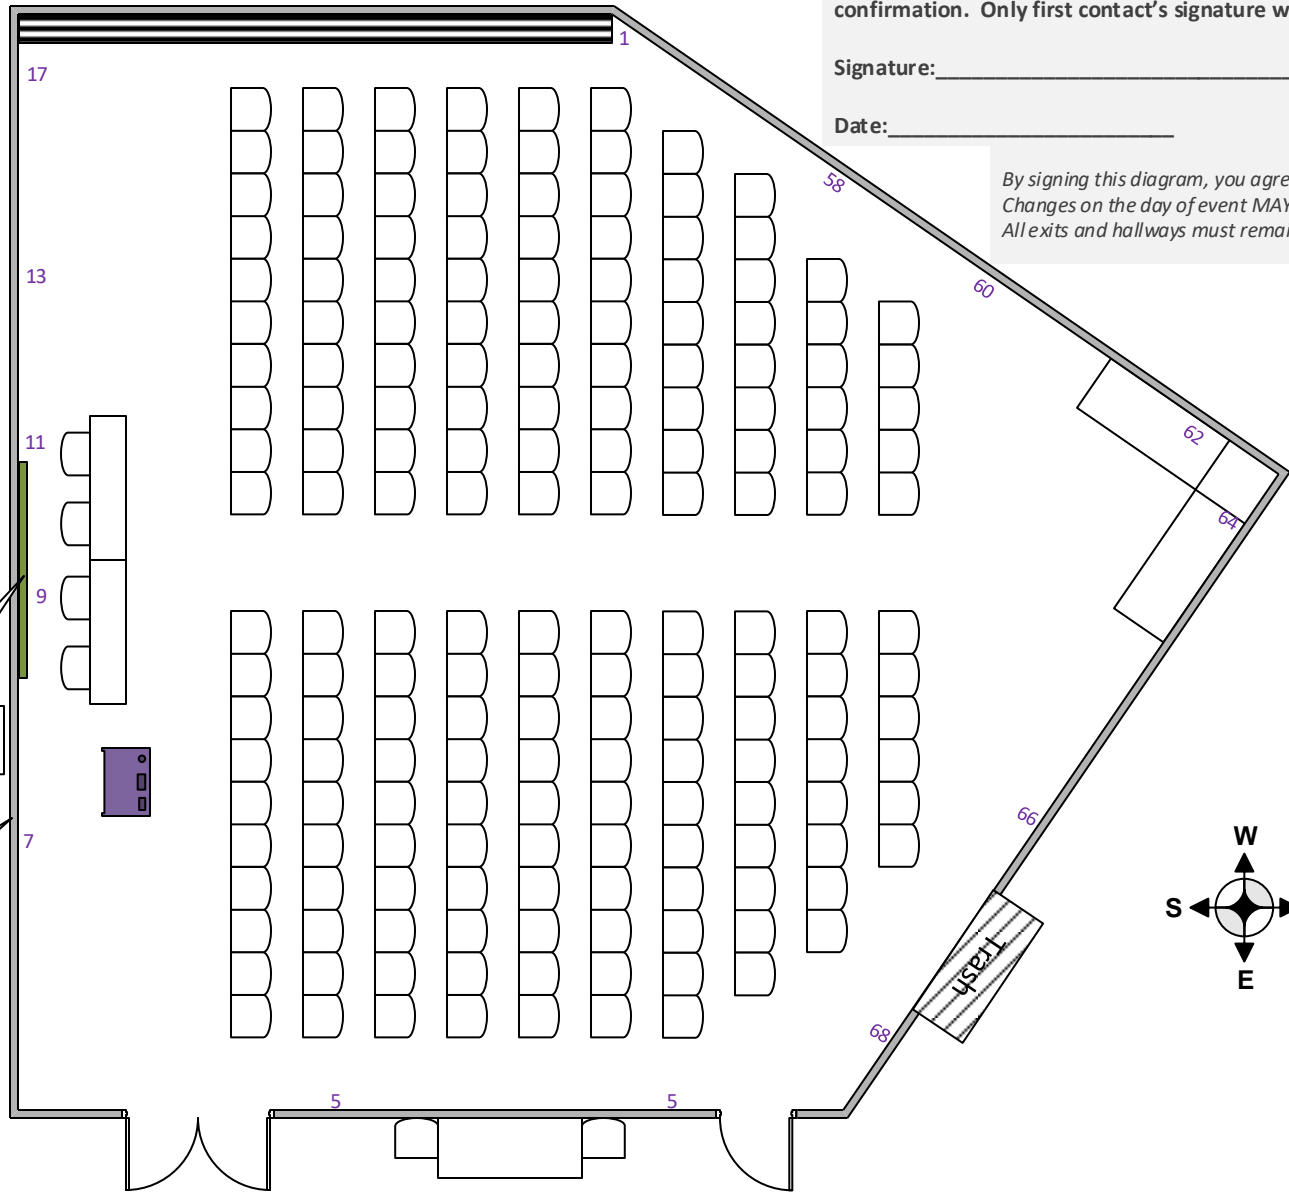 confirmation.  Only first contact's signature w
Signature:________________________________
Date:__________________________
By signing this diagram, you agre
Changes on the day of event MAY
All exits and hallways must remai
1
17
58
13
60
11
62
64
9
66
7
W
S
E
Trash
68
5
5